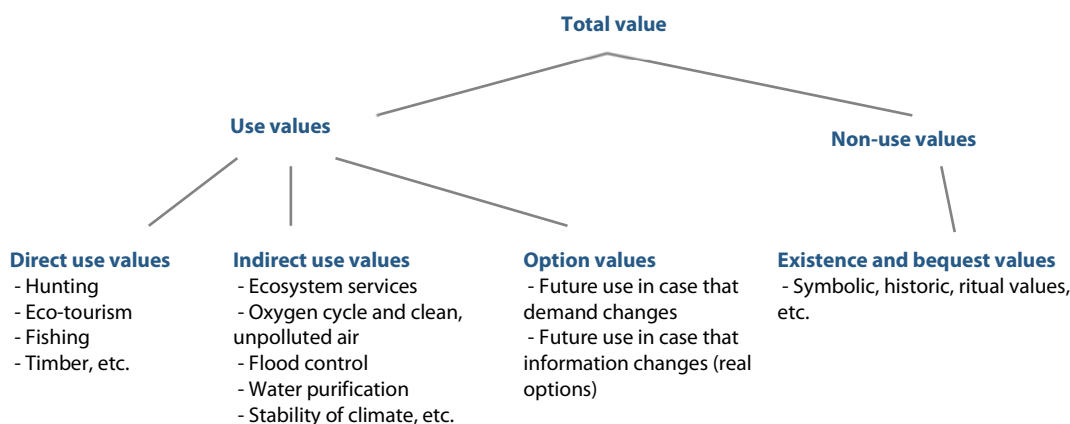 Total value
Use values
Non-use values
Direct use values
- Hunting
- Eco-tourism
- Fishing
- Timber, etc.
Indirect use values
- Ecosystem services
- Oxygen cycle and clean,
unpolluted air
- Flood control
- Water purification
- Stability of climate, etc.
Option values
- Future use in case that
demand changes
- Future use in case that
information changes (real
options)
Existence and bequest values
- Symbolic, historic, ritual values,
etc.